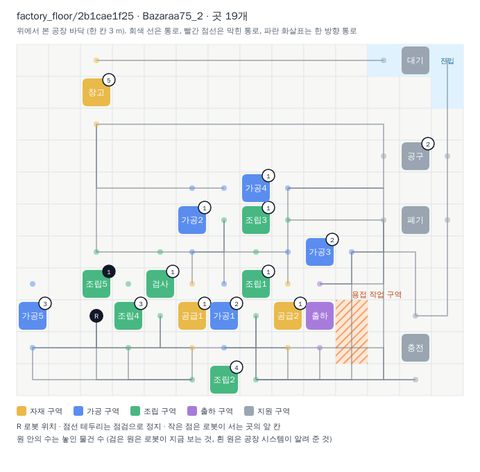 factory_floor/2b1cae1f25 · Bazaraa75_2 · 곳 19개
위에서 본 공장 바닥 (한 칸 3 m). 회색 선은 통로, 빨간 점선은 막힌 통로, 파란 화살표는 한 방향 통로
대기
진입
5
창고
2
공구
1
가공4
1
가공2
1
조립3
폐기
2
가공3
1
조립5
1
검사
1
조립1
용접 작업 구역
3
가공5
R
3
조립4
1
공급1
2
가공1
1
공급2
출하
충전
4
조립2
자재 구역
가공 구역
조립 구역
출하 구역
지원 구역
R 로봇 위치 · 점선 테두리는 점검으로 정지 · 작은 점은 로봇이 서는 곳의 앞 칸
원 안의 수는 놓인 물건 수 (검은 원은 로봇이 지금 보는 것, 흰 원은 공장 시스템이 알려 준 것)